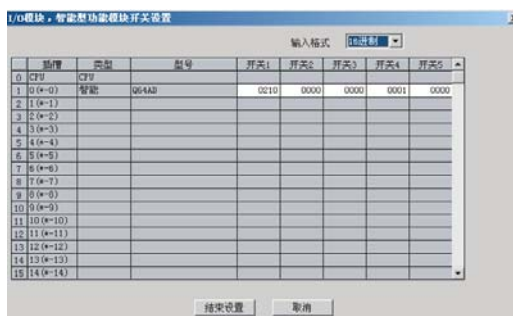 I/O模块,智能型功能模块开关设置
输入格式 16进制
插槽 类型 型号 开关1 开关2 开关3 开关4 开关5
0 CPU CPU
1 0(*-0) 智能 Q64AD 0210 0000 0000 0001 0000
2 1(*-1)
3 2(*-2)
4 3(*-3)
5 4(*-4)
6 5(*-5)
7 6(*-6)
8 7(*-7)
9 8(*-8)
10 9(*-9)
11 10(*-10)
12 11(*-11)
13 12(*-12)
14 13(*-13)
15 14(*-14)
结束设置 取消